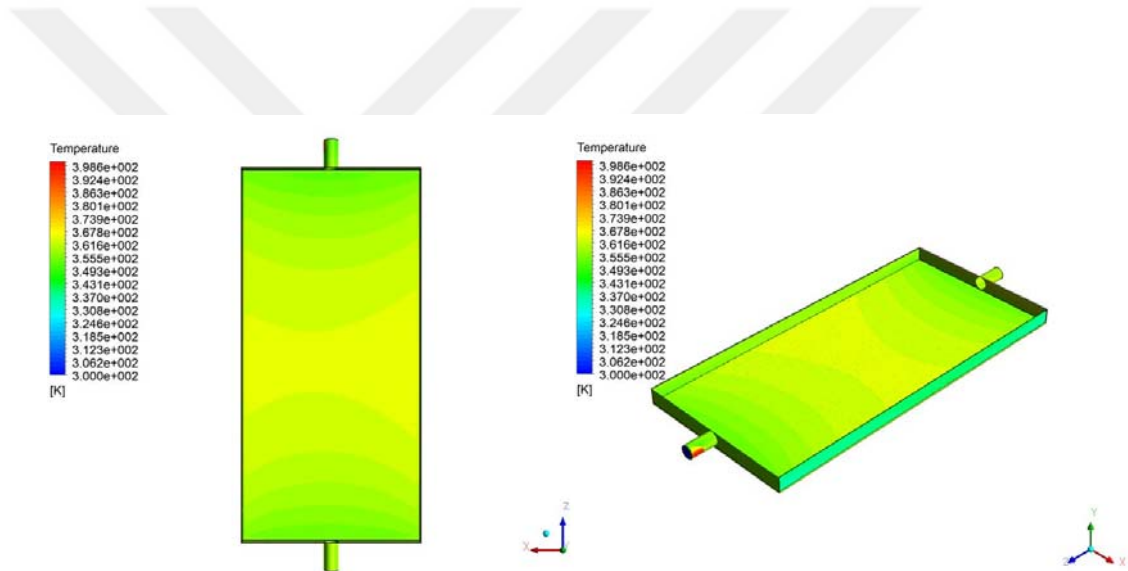 Temperature
3.986e+002
3.924e+002
3.863e+002
3.801e+002
3.739e+002
3.678e+002
3.616e+002
3.555e+002
3.493e+002
3.431e+002
3.370e+002
3.308e+002
3.246e+002
3.185e+002
3.123e+002
3.062e+002
3.000e+002
[K]
Z
X
Temperature
3.986e+002
3.924e+002
3.863e+002
3.801e+002
3.739e+002
3.678e+002
3.616e+002
3.555e+002
3.493e+002
3.431e+002
3.370e+002
3.308e+002
3.246e+002
3.185e+002
3.123e+002
3.062e+002
3.000e+002
[K]
Y
Z
X